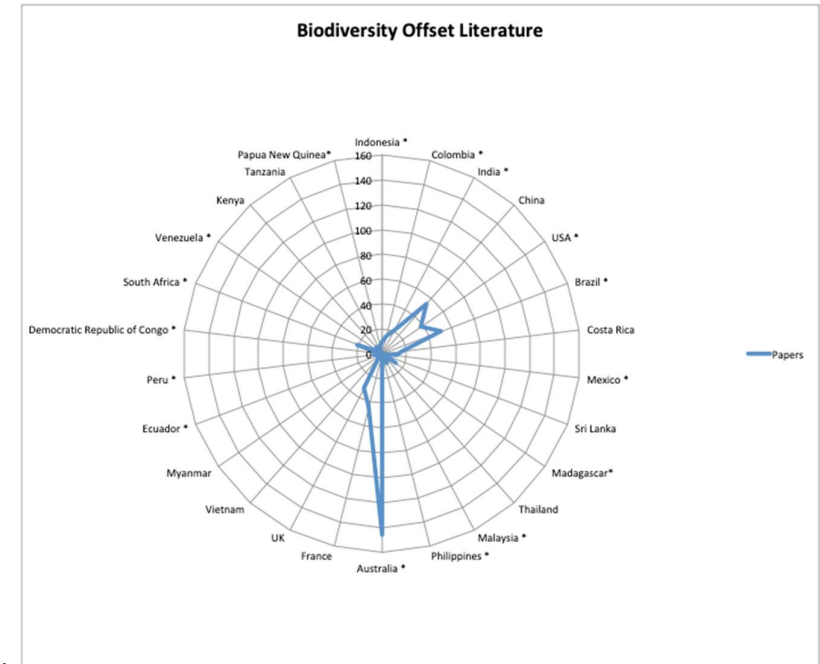 Biodiversity Offset Literature
Indonesia *
Colombia *
India *
China
USA *
Brazil *
Costa Rica
Mexico *
Sri Lanka
Madagascar*
Thailand
Malaysia *
Philippines *
Australia *
France
UK
Vietnam
Myanmar
Ecuador *
Peru *
Democratic Republic of Congo *
South Africa *
Venezuela *
Kenya
Tanzania
Papua New Quinea*
160
140
120
100
80
60
40
20
0
Papers